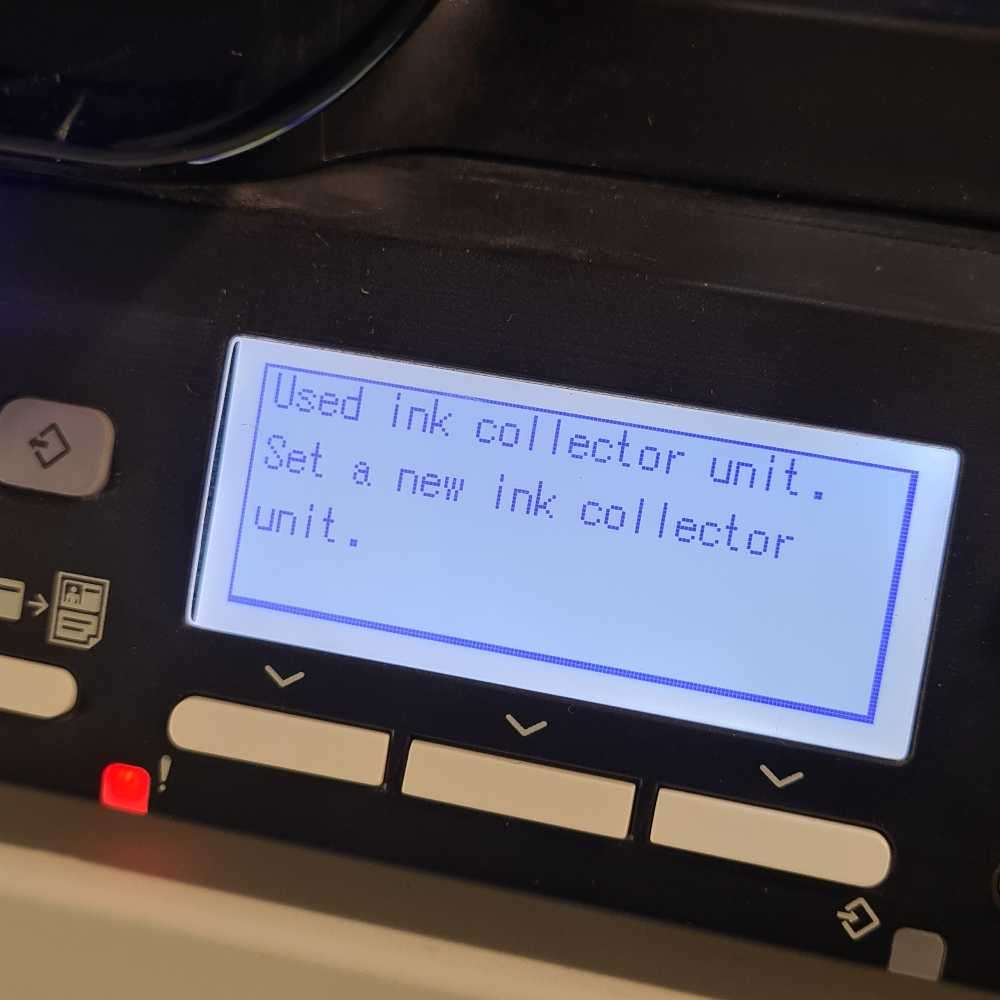 Used ink collector unit.
Set a new ink collector
unit.